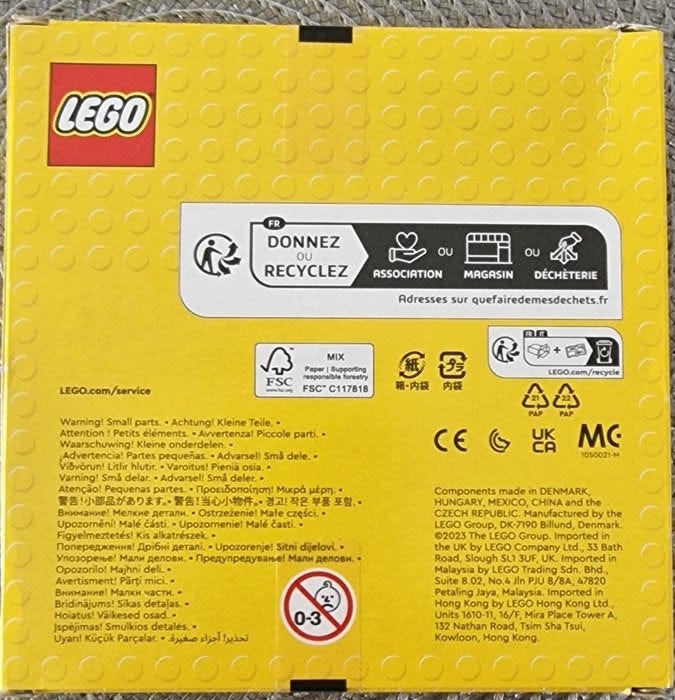 LEGO
FR
DONNEZ
OU
RECYCLEZ
ASSOCIATION
OU
MAGASIN
OU
DÉCHÈTERIE
Adresses sur quefairedemesdechets.fr
FSC
www.fsc.org
MIX
Paper | Supporting
responsible forestry
FSC™ C117818
紙
箱・内袋
プラ
内袋
FR
+
LEGO.com/recycle
21
PAP
22
PAP
LEGO.com/service
CE
UK
CA
MC
1050021-M
Warning! Small parts. • Achtung! Kleine Teile. •
Attention ! Petits éléments. • Avvertenza! Piccole parti. •
Waarschuwing! Kleine onderdelen. •
¡Advertencia! Partes pequeñas. • Advarsel! Små dele. •
Viðvörun! Litlir hlutir. • Varoitus! Pieniä osia. •
Varning! Små delar. • Advarsel! Små deler. •
Atenção! Pequenas partes. • Προειδοποίηση! Μικρά μέρη. •
警告!小部品があります。• 警告!当心小物件。• 경고! 작은 부품 포함. •
Внимание! Мелкие детали. • Ostrzeżenie! Małe części. •
Upozornění! Malé části. • Upozornenie! Malé časti. •
Figyelmeztetés! Kis alkatrészek. •
Попередження! Дрібні деталі. • Upozorenje! Sitni dijelovi. •
Упозорење! Мали делови. • Предупредување! Мали делови. •
Opozorilo! Majhni deli. •
Avertisment! Părți mici. •
Внимание! Малки части. •
Brīdinājums! Sīkas detaļas. •
Hoiatus! Väikesed osad. •
Įspėjimas! Smulkios detalės. •
Uyarı! Küçük Parçalar. • تحذير! أجزاء صغيرة.
0-3
Components made in DENMARK,
HUNGARY, MEXICO, CHINA and the
CZECH REPUBLIC. Manufactured by the
LEGO Group, DK-7190 Billund, Denmark.
©2023 The LEGO Group. Imported in
the UK by LEGO Company Ltd., 33 Bath
Road, Slough SL1 3UF, UK. Imported in
Malaysia by LEGO Trading Sdn. Bhd.,
Suite 8.02, No.4 Jln PJU 8/8A, 47820
Petaling Jaya, Malaysia. Imported in
Hong Kong by LEGO Hong Kong Ltd.,
Units 1610-11, 16/F, Mira Place Tower A,
132 Nathan Road, Tsim Sha Tsui,
Kowloon, Hong Kong.